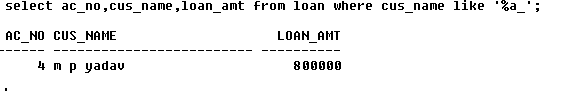 select ac_no,cus_name,loan_amt from loan where cus_name like '%a_';
AC_NO CUS_NAME LOAN_AMT
------ ------------------------- ----------
4 m p yadav 800000